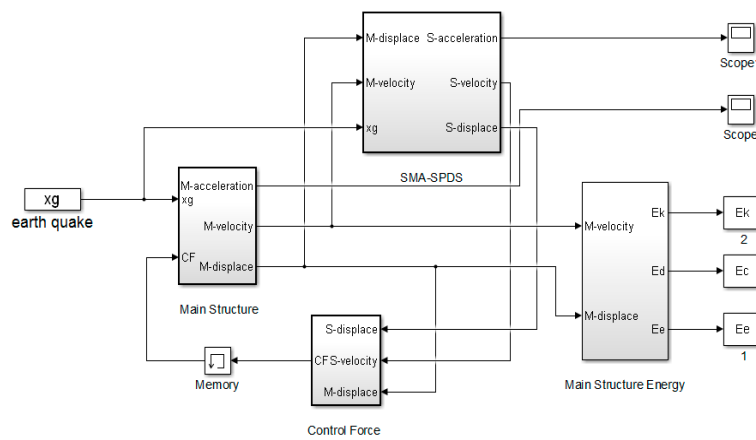 M-displace S-acceleration
Scope1
M-velocity S-velocity
xg S-displace
Scope
SMA-SPDS
xg
earth quake
M-acceleration
xg
M-velocity
CF
M-displace
Main Structure
M-velocity Ek
Ed
M-displace Ee
Main Structure Energy
Ek
2
Ec
Ee
1
S-displace
CF S-velocity
M-displace
Control Force
Memory